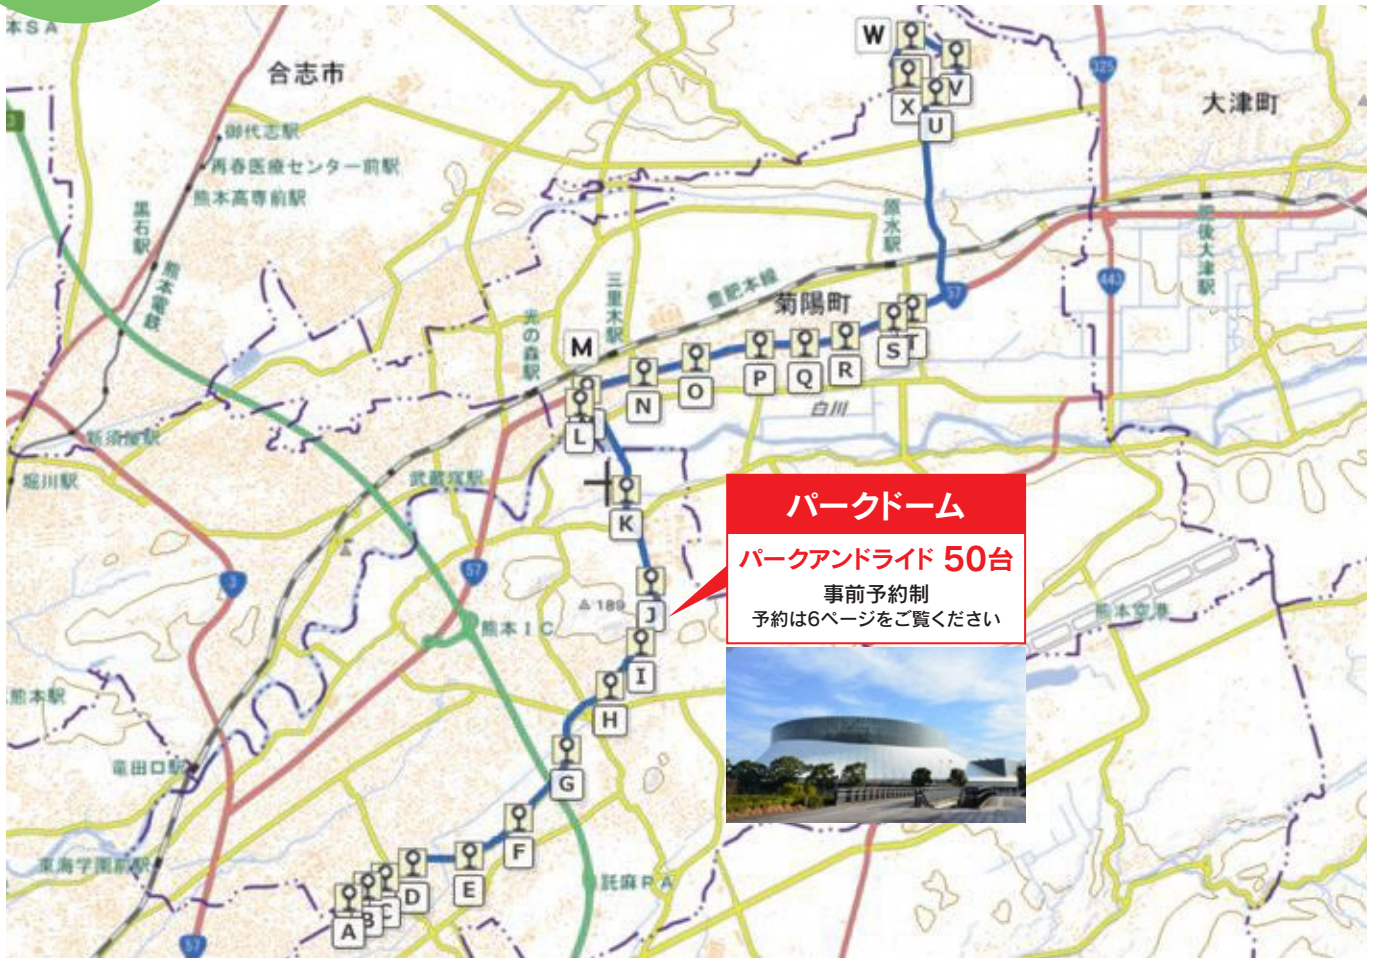 本SA
合志市
W
V
X
U
325
大津町
3
御代志駅
再春医療センター前駅
熊本高専前駅
黒石駅
熊本電鉄
原水駅
肥後大津駅
三里木駅
豊肥本線
57
443
菊陽町
光の森駅
M
S
T
R
Q
P
O
N
L
白川
新須屋駅
堀川駅
武蔵塚駅
K
パークドーム
パークアンドライド 50台
事前予約制
予約は6ページをご覧ください
3
57
189
J
熊本IC
熊本空港
I
熊本駅
H
竜田口駅
G
F
東海学園前駅
E
D
託麻PA
C
B
A
57